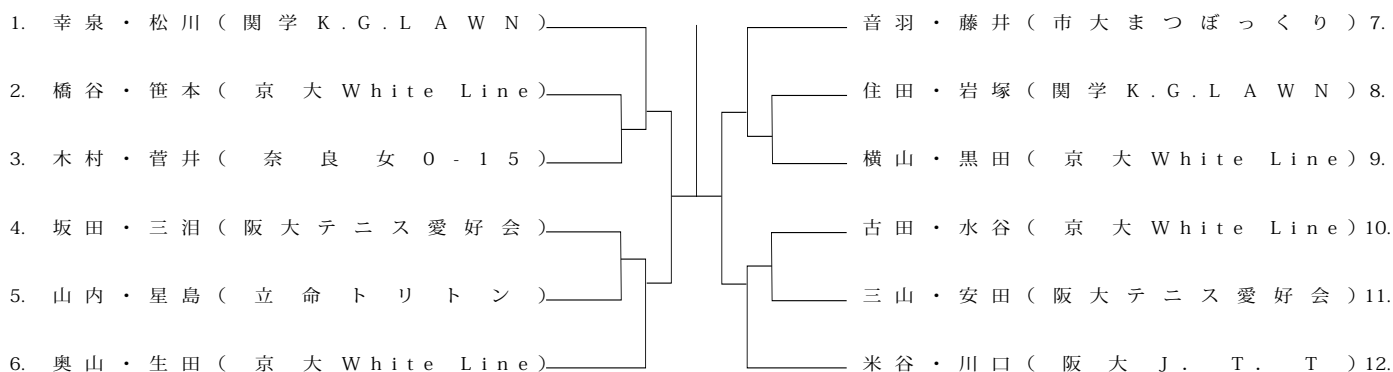 1. 幸泉・松川(関学K.G.LAWN)
2. 橋谷・笹本(京大White Line)
3. 木村・菅井(奈良女0-15)
4. 坂田・三泪(阪大テニス愛好会)
5. 山内・星島(立命トリトン)
6. 奥山・生田(京大White Line)
音羽・藤井(市大まつぼっくり)7.
住田・岩塚(関学K.G.LAWN)8.
横山・黒田(京大White Line)9.
古田・水谷(京大White Line)10.
三山・安田(阪大テニス愛好会)11.
米谷・川口(阪大J.T.T)12.